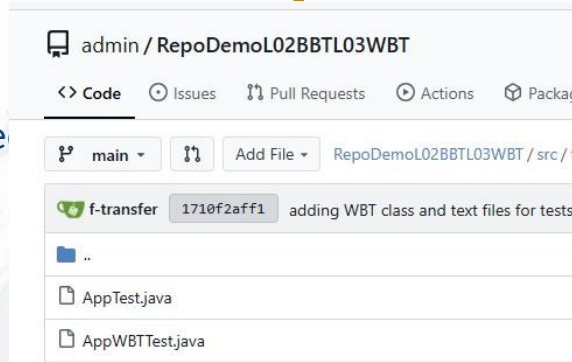 admin / RepoDemoL02BBTL03WBT
Code Issues Pull Requests Actions
main Add File RepoDemoL02BBTL03WBT / src /
f-transfer 1710f2aff1 adding WBT class and text files for tests
..
AppTest.java
AppWBTTest.java